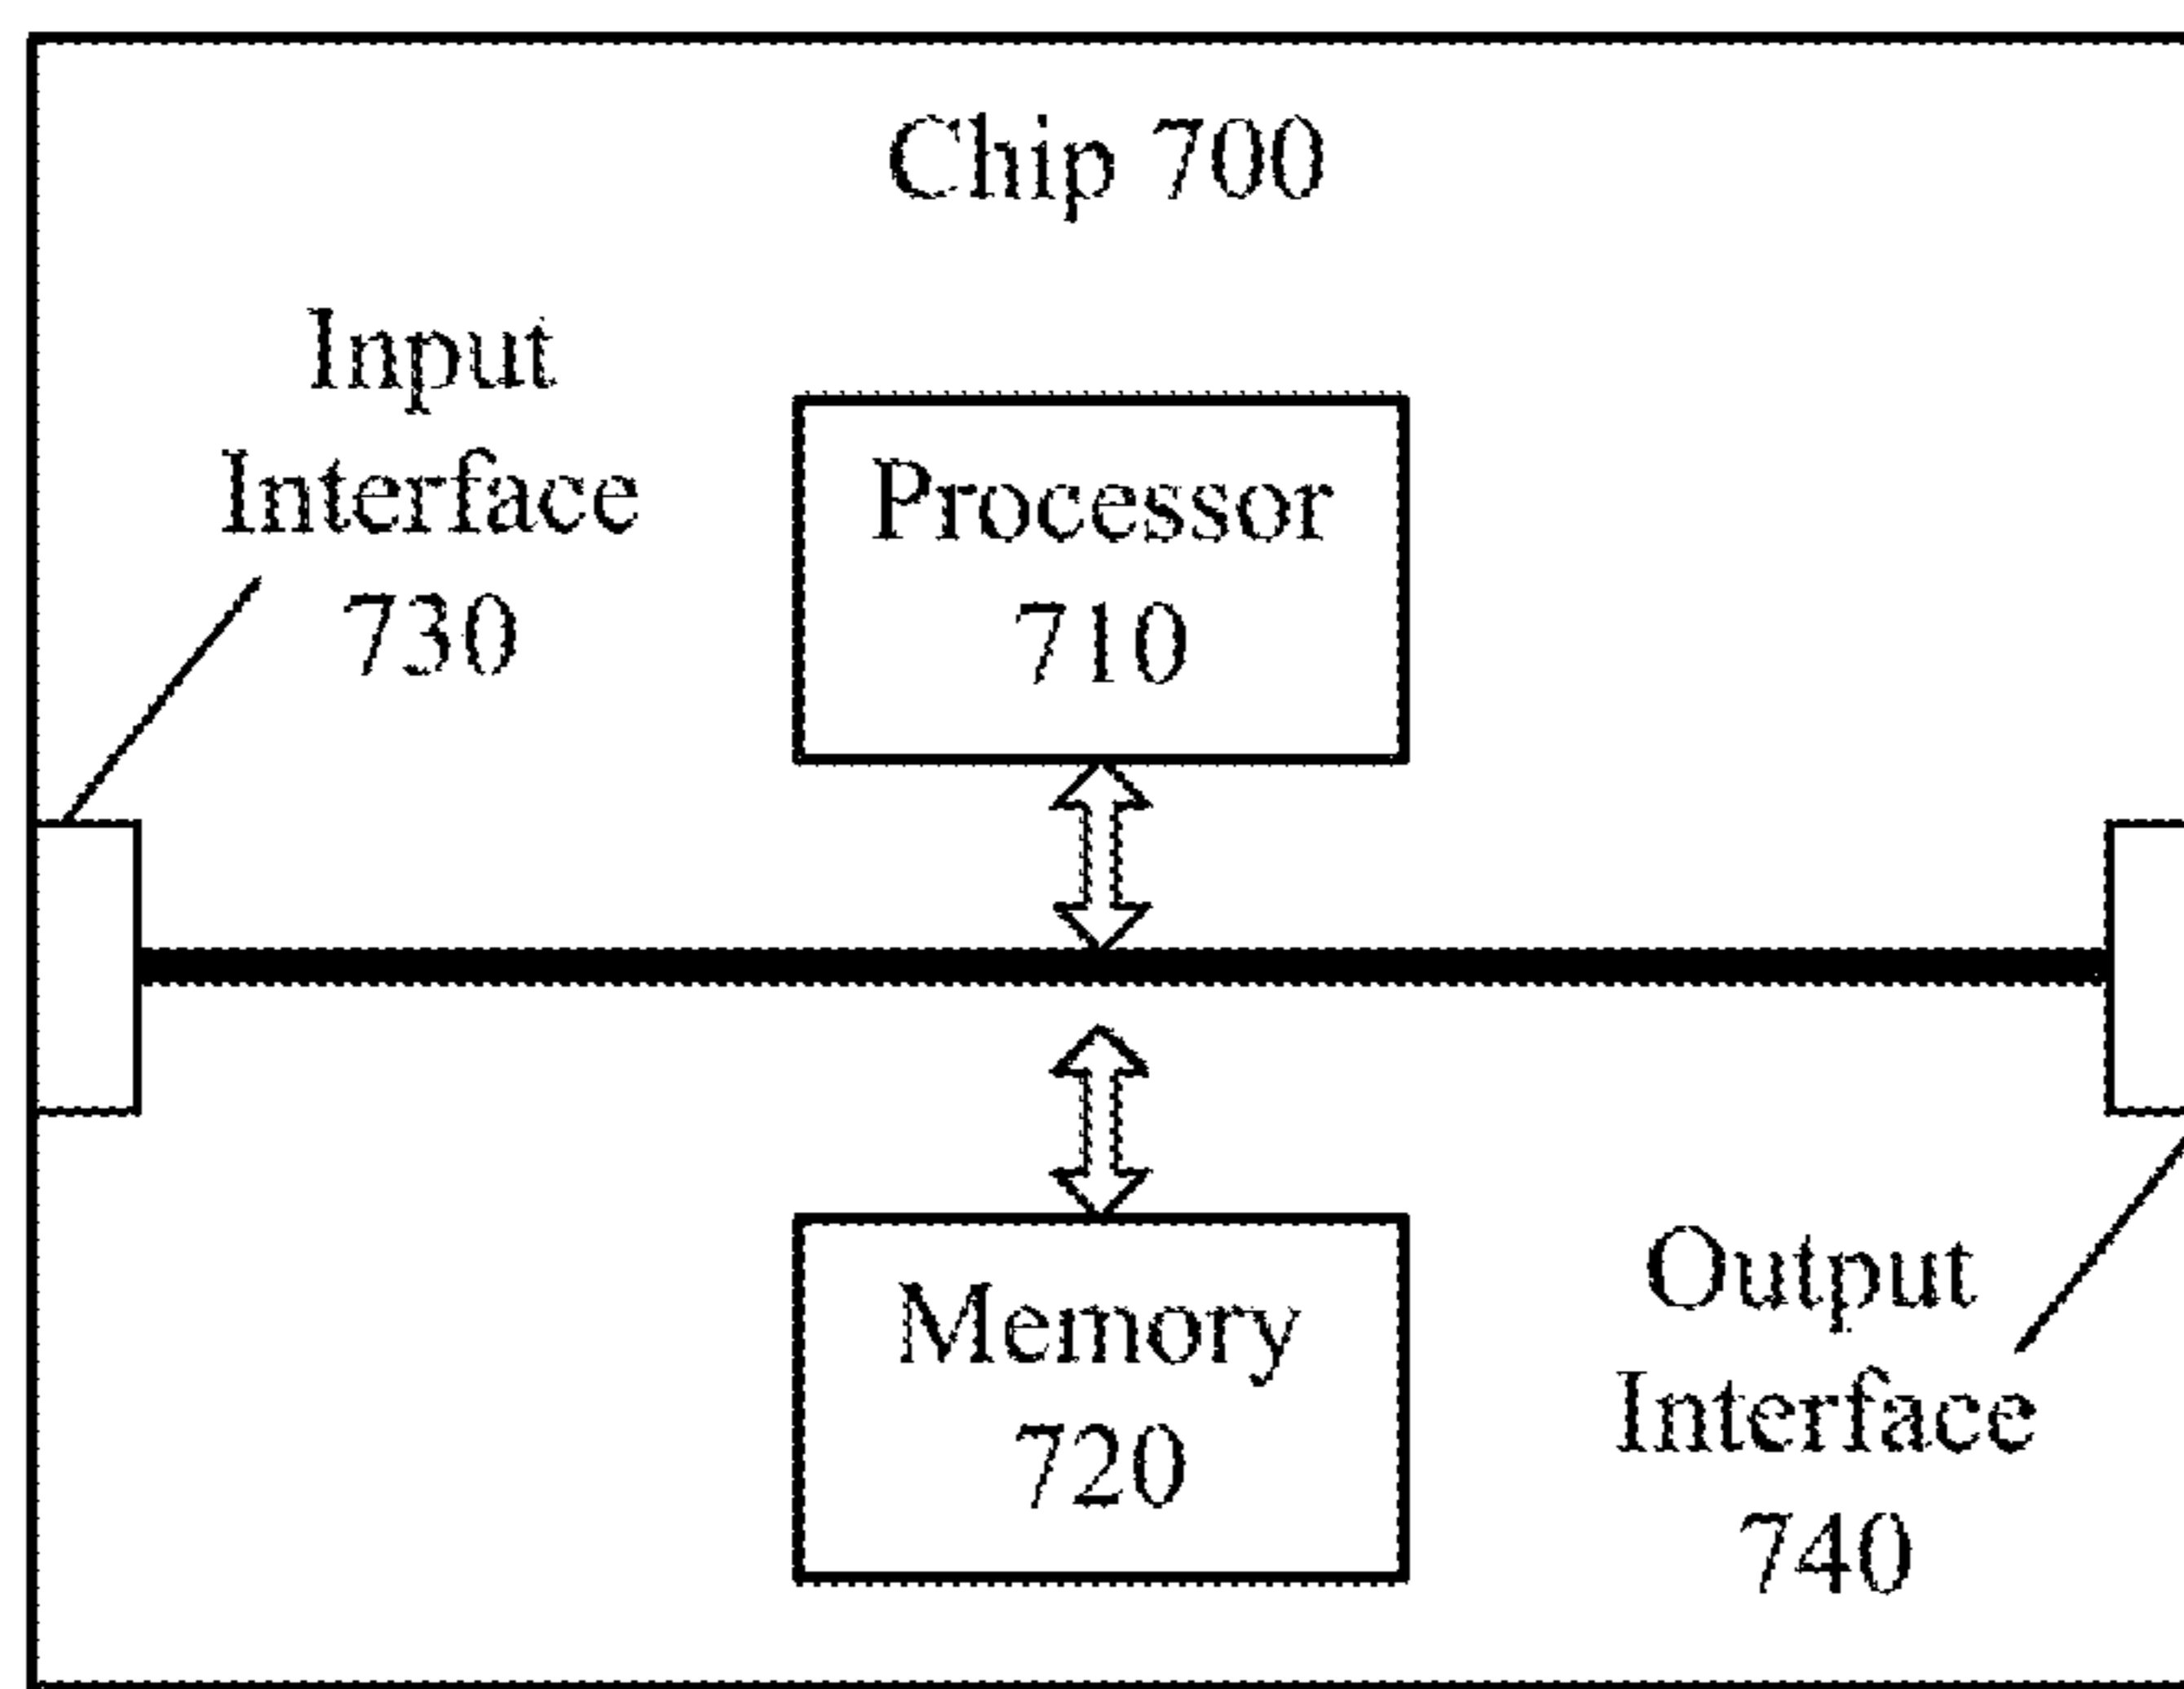 Chip 700
Input
Interface
730
Processor
710
Memory
720
Output
Interface
740